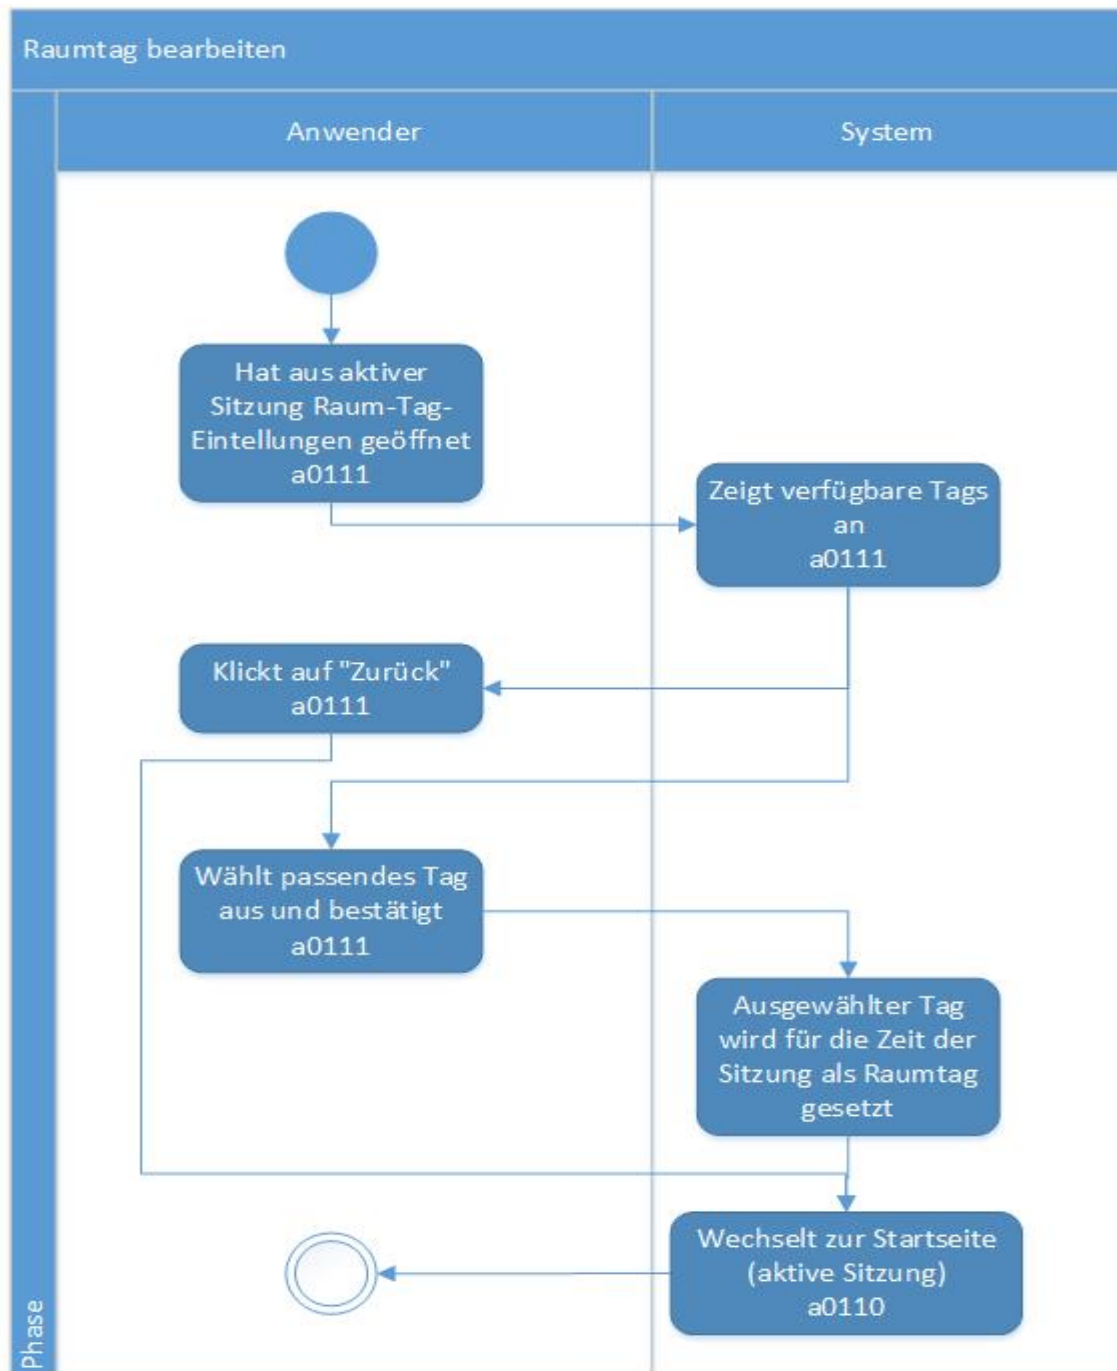 Raumtag bearbeiten
Anwender
System
Hat aus aktiver
Sitzung Raum-Tag-
Eintellungen geöffnet
a0111
Zeigt verfügbare Tags
an
a0111
Klickt auf "Zurück"
a0111
Wählt passendes Tag
aus und bestätigt
a0111
Ausgewählter Tag
wird für die Zeit der
Sitzung als Raumtag
gesetzt
Wechselt zur Startseite
(aktive Sitzung)
a0110
Phase